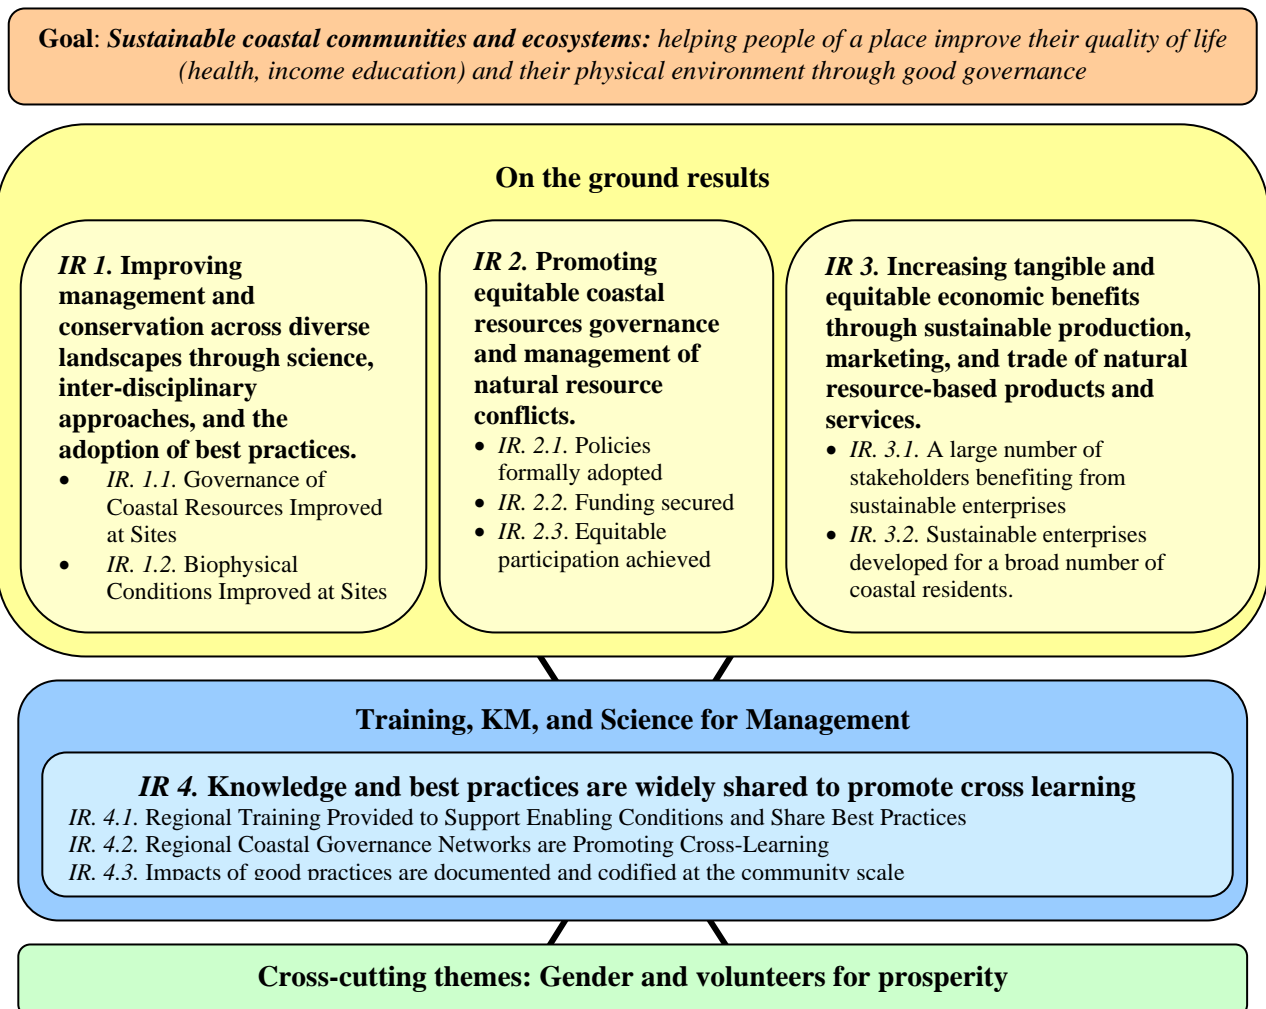 Goal: Sustainable coastal communities and ecosystems: helping people of a place improve their quality of life
(health, income education) and their physical environment through good governance
On the ground results
IR 1. Improving
management and
conservation across diverse
landscapes through science,
inter-disciplinary
approaches, and the
adoption of best practices.
• IR. 1.1. Governance of
Coastal Resources Improved
at Sites
• IR. 1.2. Biophysical
Conditions Improved at Sites
IR 2. Promoting
equitable coastal
resources governance
and management of
natural resource
conflicts.
• IR. 2.1. Policies
formally adopted
• IR. 2.2. Funding secured
• IR. 2.3. Equitable
participation achieved
IR 3. Increasing tangible and
equitable economic benefits
through sustainable production,
marketing, and trade of natural
resource-based products and
services.
• IR. 3.1. A large number of
stakeholders benefiting from
sustainable enterprises
• IR. 3.2. Sustainable enterprises
developed for a broad number of
coastal residents.
Training, KM, and Science for Management
IR 4. Knowledge and best practices are widely shared to promote cross learning
IR. 4.1. Regional Training Provided to Support Enabling Conditions and Share Best Practices
IR. 4.2. Regional Coastal Governance Networks are Promoting Cross-Learning
IR. 4.3. Impacts of good practices are documented and codified at the community scale
Cross-cutting themes: Gender and volunteers for prosperity